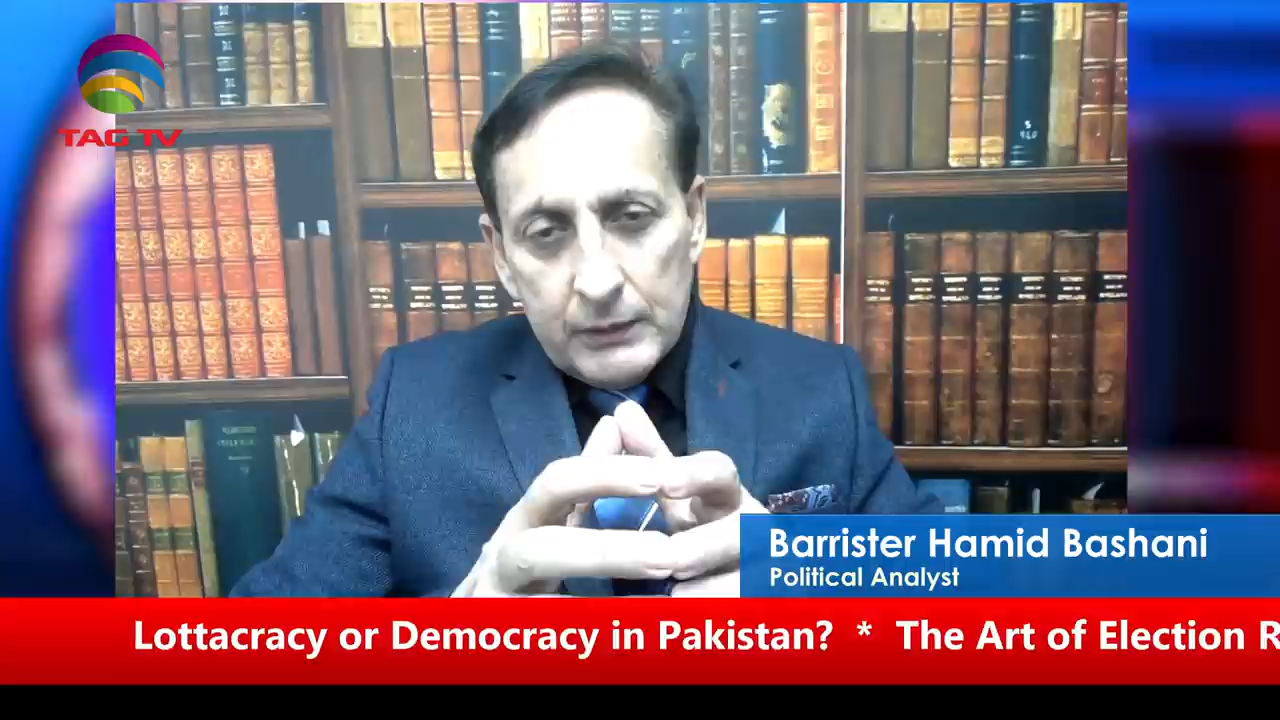 TAG TV
Barrister Hamid Bashani
Political Analyst
Lottacracy or Democracy in Pakistan? * The Art of Election R